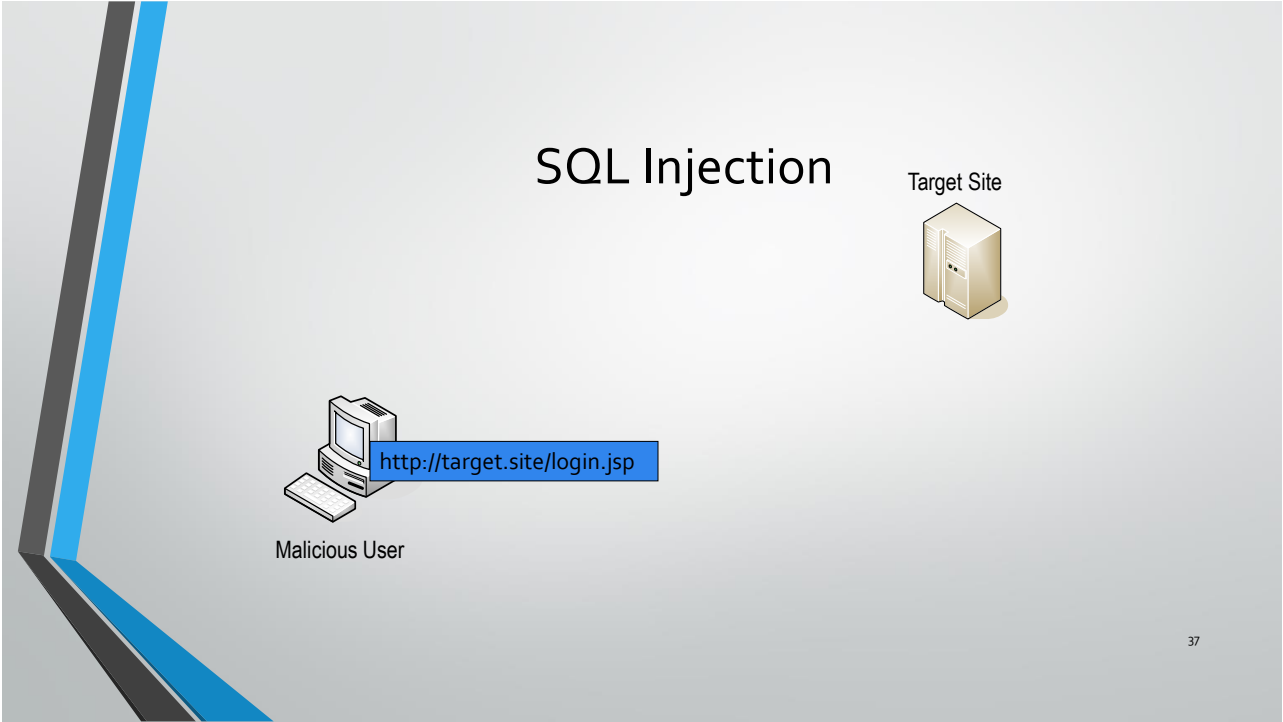 SQL Injection
Target Site
http://target.site/login.jsp
Malicious User
37